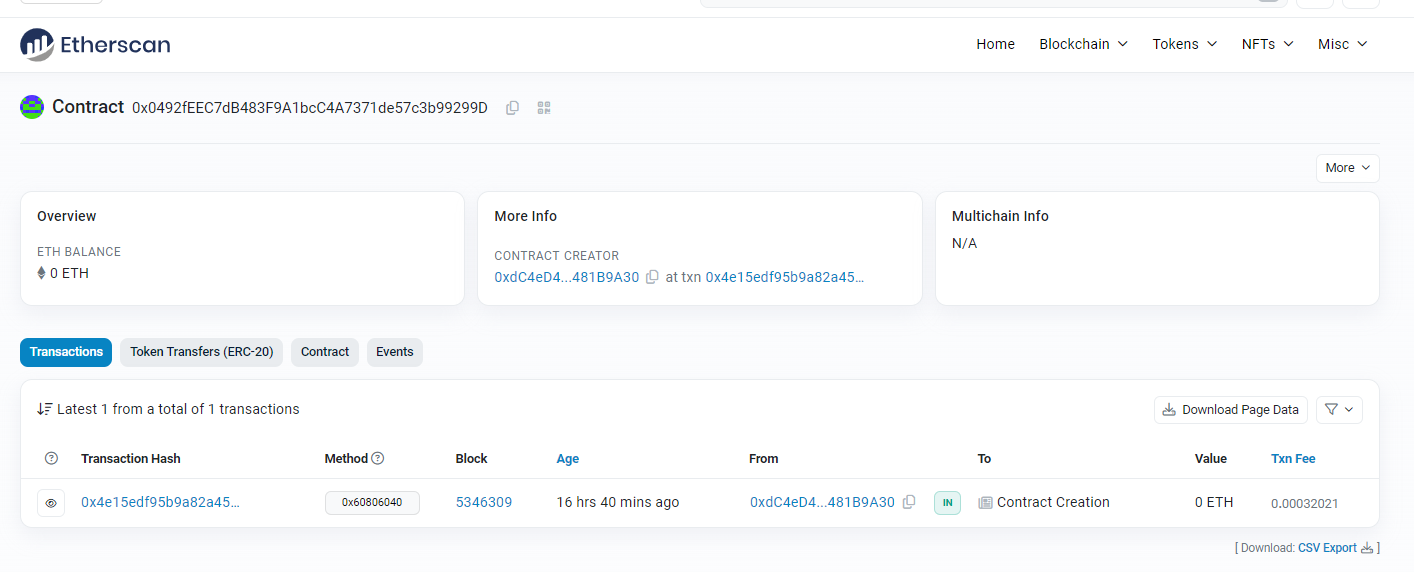 Etherscan
Home Blockchain Tokens NFTs Misc
Contract 0x0492fEEC7dB483F9A1bcC4A7371de57c3b99299D
More
Overview
ETH BALANCE
0 ETH
More Info
CONTRACT CREATOR
0xdC4eD4...481B9A30 at txn 0x4e15edf95b9a82a45...
Multichain Info
N/A
Transactions Token Transfers (ERC-20) Contract Events
Latest 1 from a total of 1 transactions
Download Page Data
Transaction Hash Method Block Age From To Value Txn Fee
0x4e15edf95b9a82a45... 0x60806040 5346309 16 hrs 40 mins ago 0xdC4eD4...481B9A30 IN Contract Creation 0 ETH 0.00032021
[ Download: CSV Export ]